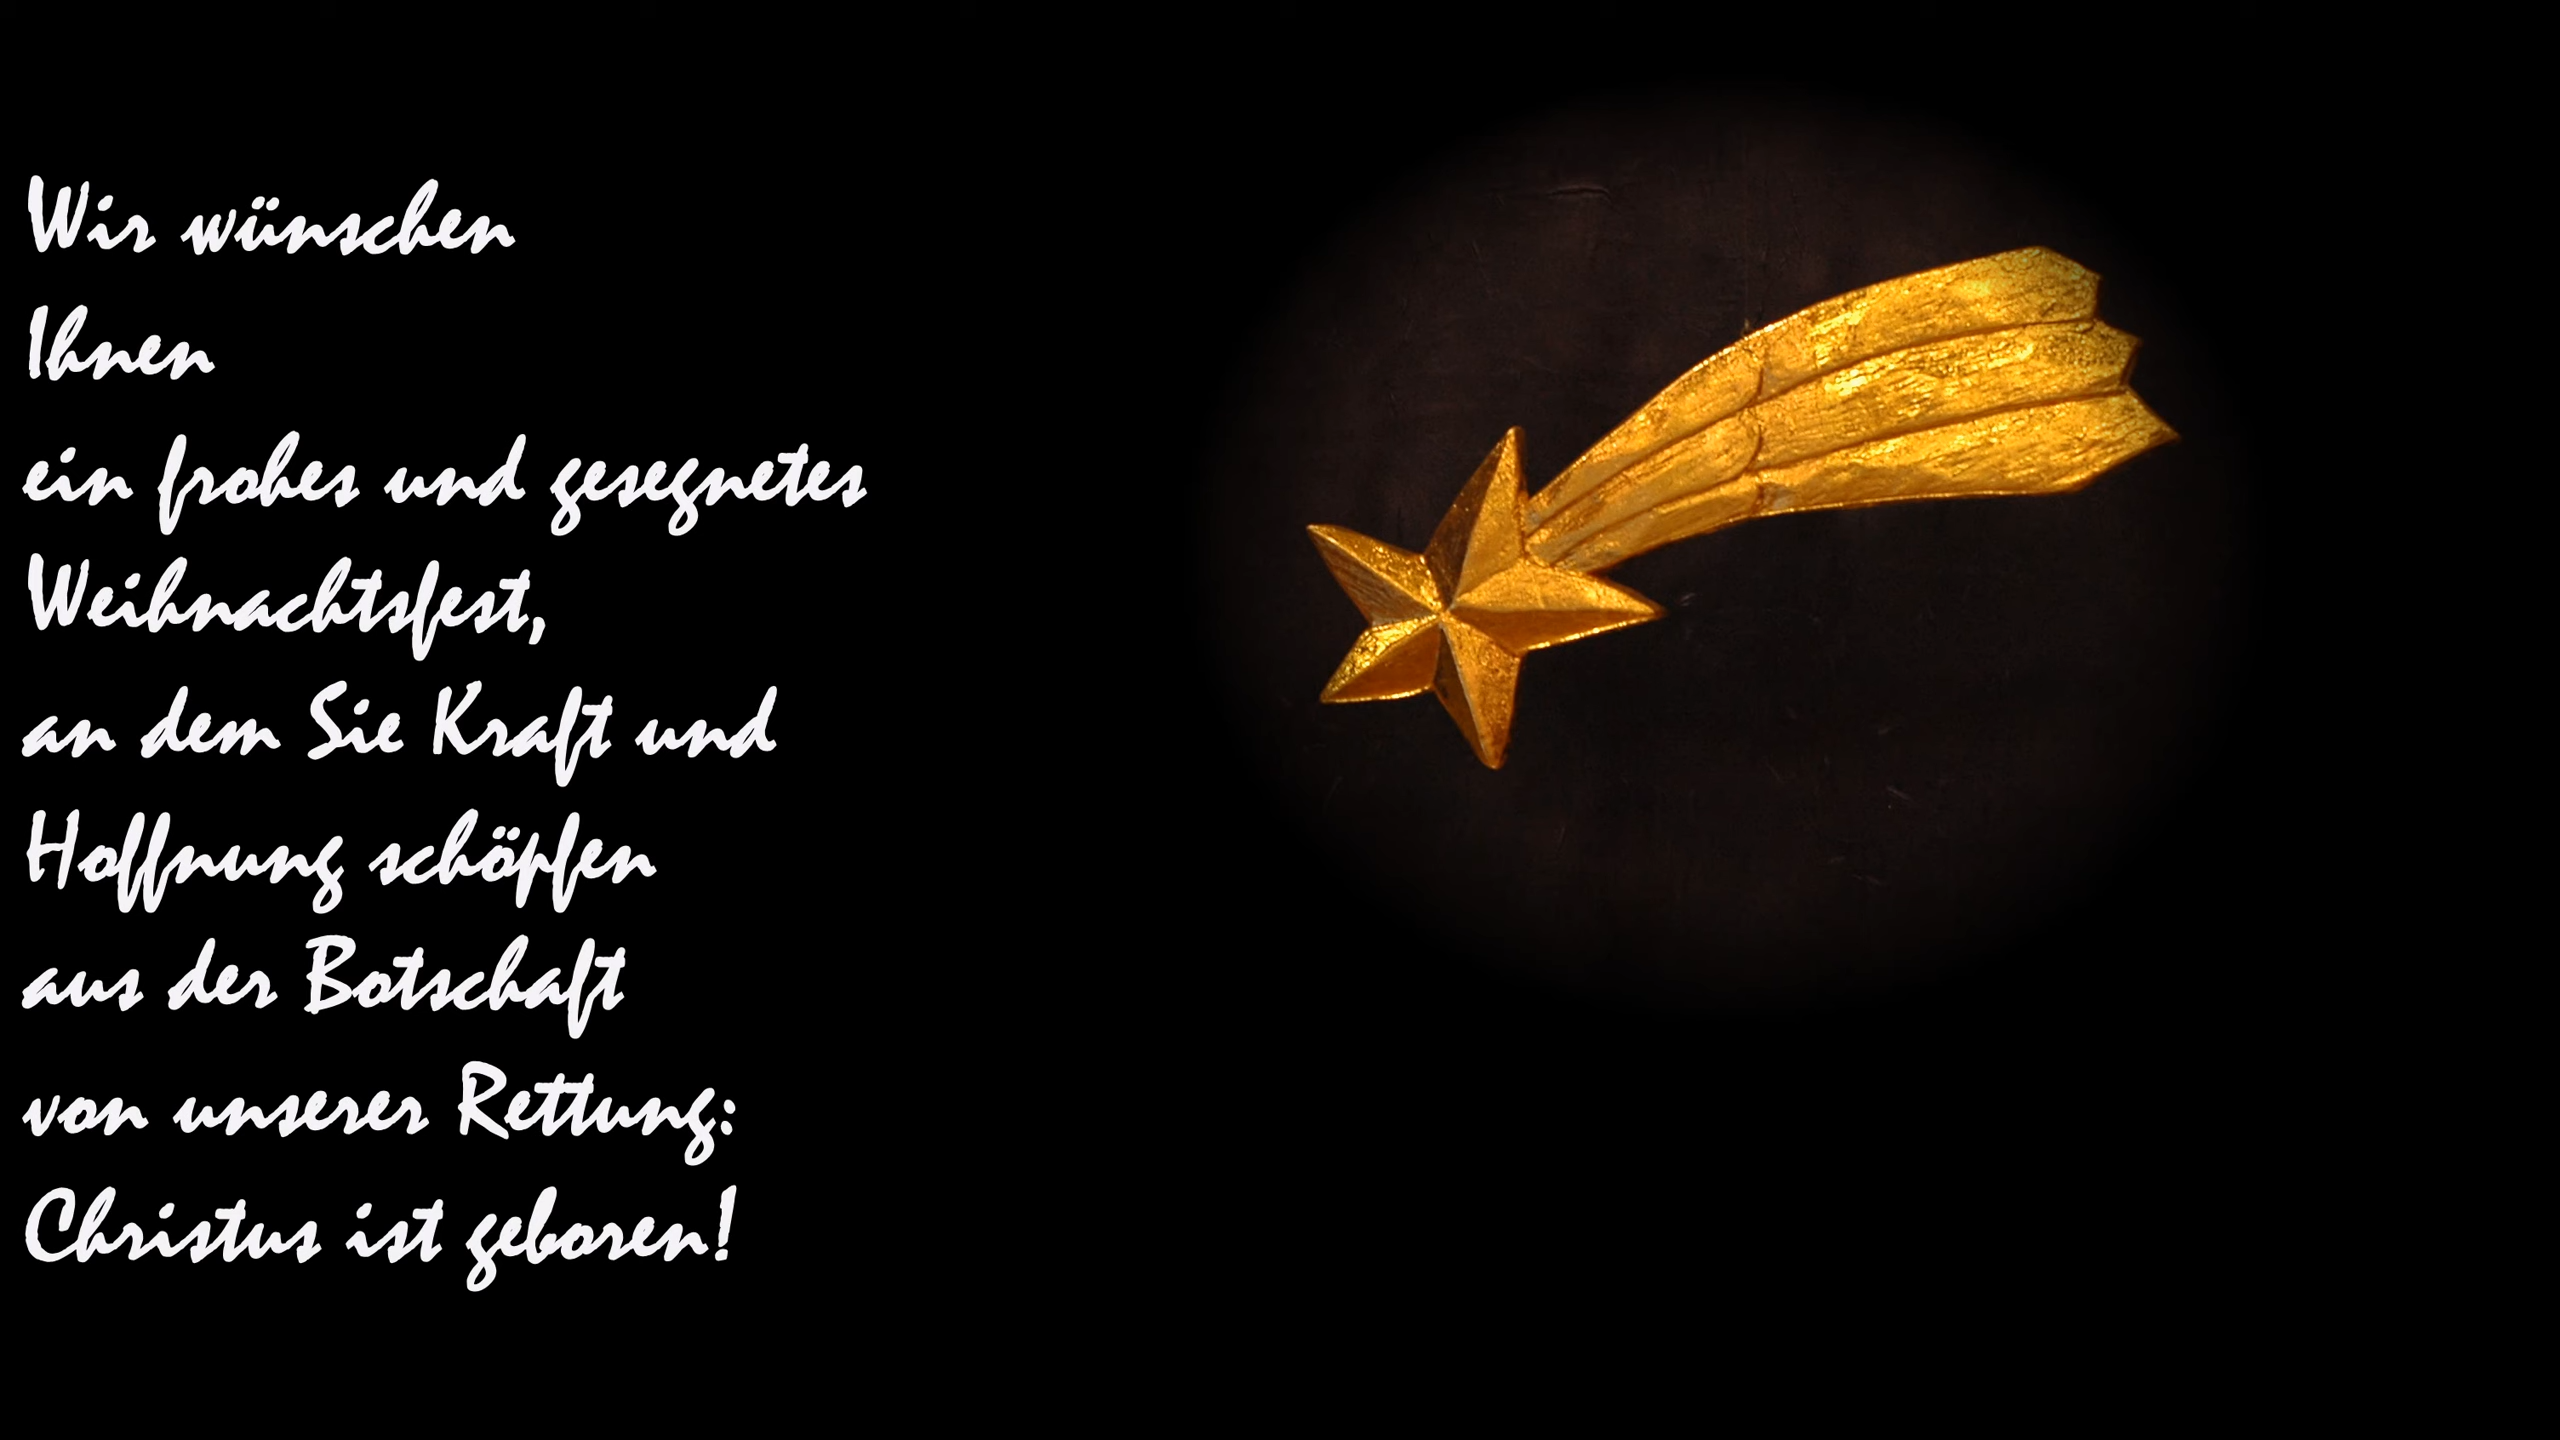 Wir wünschen
Ihnen
ein frohes und gesegnetes
Weihnachtsfest,
an dem Sie Kraft und
Hoffnung schöpfen
aus der Botschaft
von unserer Rettung:
Christus ist geboren!